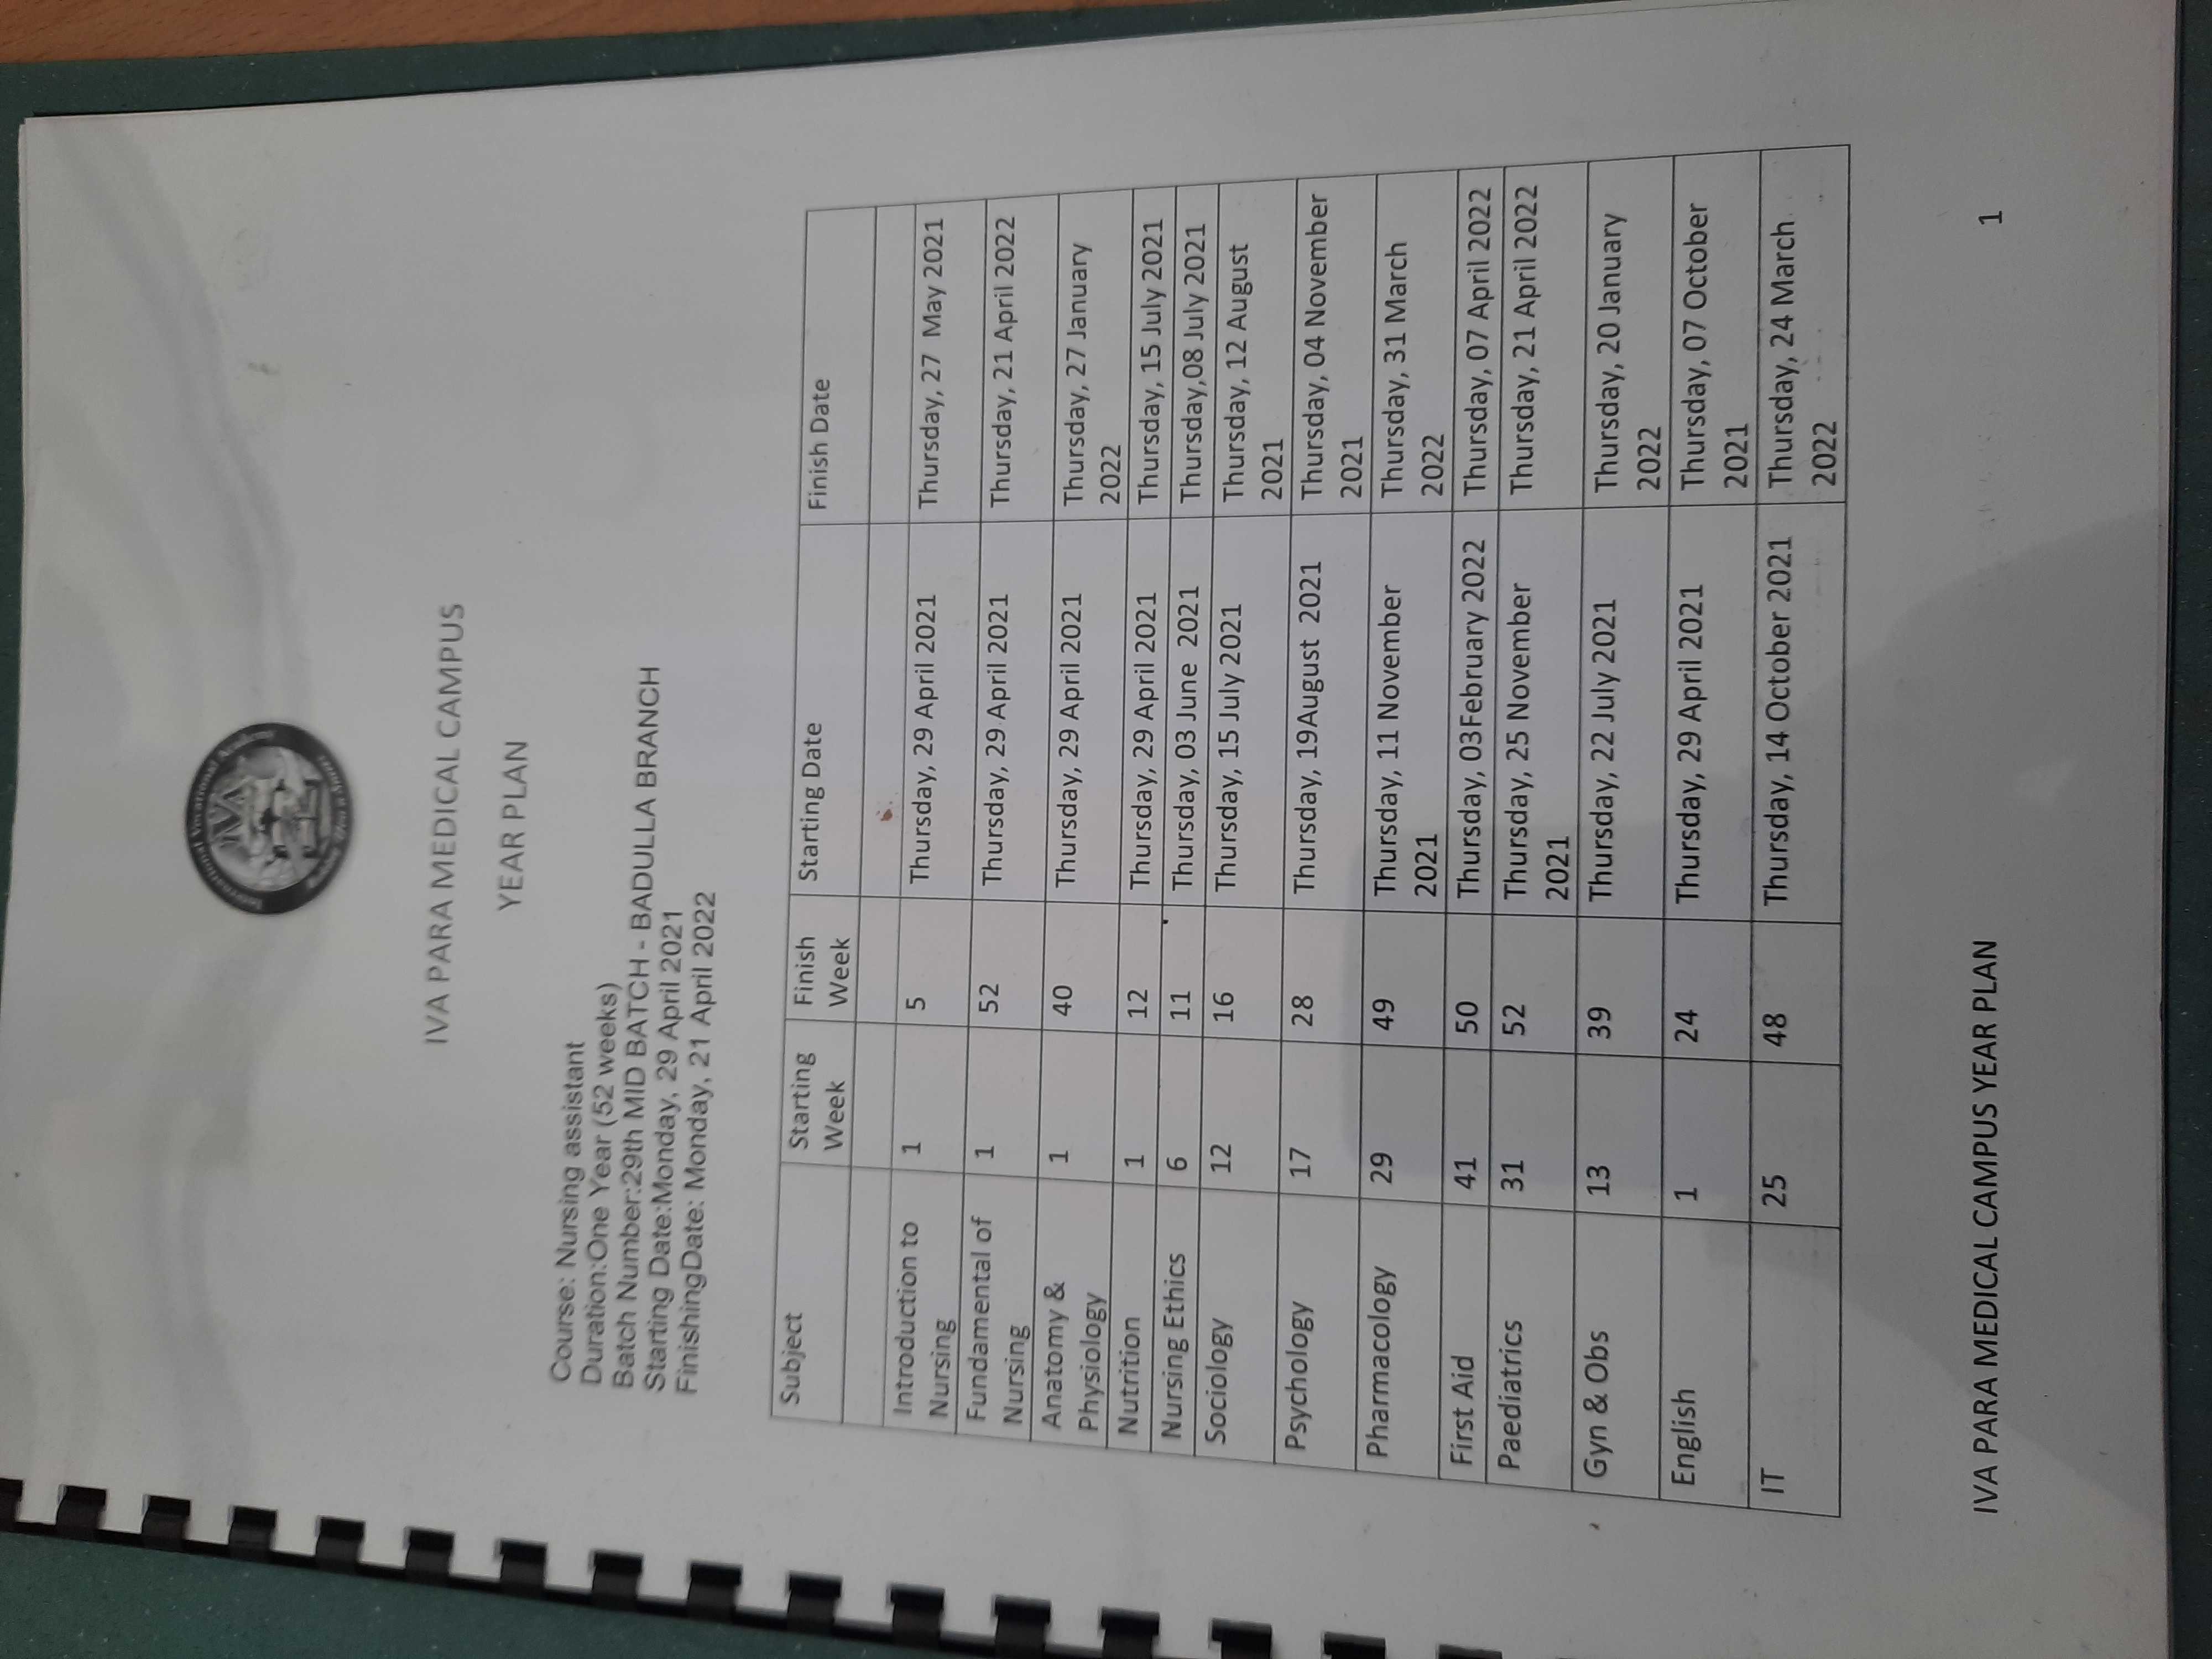 International Vocational Academy
IVA
IVA PARA MEDICAL CAMPUS
YEAR PLAN
Course: Nursing assistant
Duration:One Year (52 weeks)
Batch Number:29th MID BATCH - BADULLA BRANCH
Starting Date:Monday, 29 April 2021
FinishingDate: Monday, 21 April 2022
Subject Starting Week Finish Week Starting Date Finish Date
Introduction to Nursing 1 5 Thursday, 29 April 2021 Thursday, 27 May 2021
Fundamental of Nursing 1 52 Thursday, 29 April 2021 Thursday, 21 April 2022
Anatomy & Physiology 1 40 Thursday, 29 April 2021 Thursday, 27 January 2022
Nutrition 1 12 Thursday, 29 April 2021 Thursday, 15 July 2021
Nursing Ethics 6 11 Thursday, 03 June 2021 Thursday,08 July 2021
Sociology 12 16 Thursday, 15 July 2021 Thursday, 12 August 2021
Psychology 17 28 Thursday, 19August 2021 Thursday, 04 November 2021
Pharmacology 29 49 Thursday, 11 November 2021 Thursday, 31 March 2022
First Aid 41 50 Thursday, 03February 2022 Thursday, 07 April 2022
Paediatrics 31 52 Thursday, 25 November 2021 Thursday, 21 April 2022
Gyn & Obs 13 39 Thursday, 22 July 2021 Thursday, 20 January 2022
English 1 24 Thursday, 29 April 2021 Thursday, 07 October 2021
IT 25 48 Thursday, 14 October 2021 Thursday, 24 March 2022
IVA PARA MEDICAL CAMPUS YEAR PLAN 1